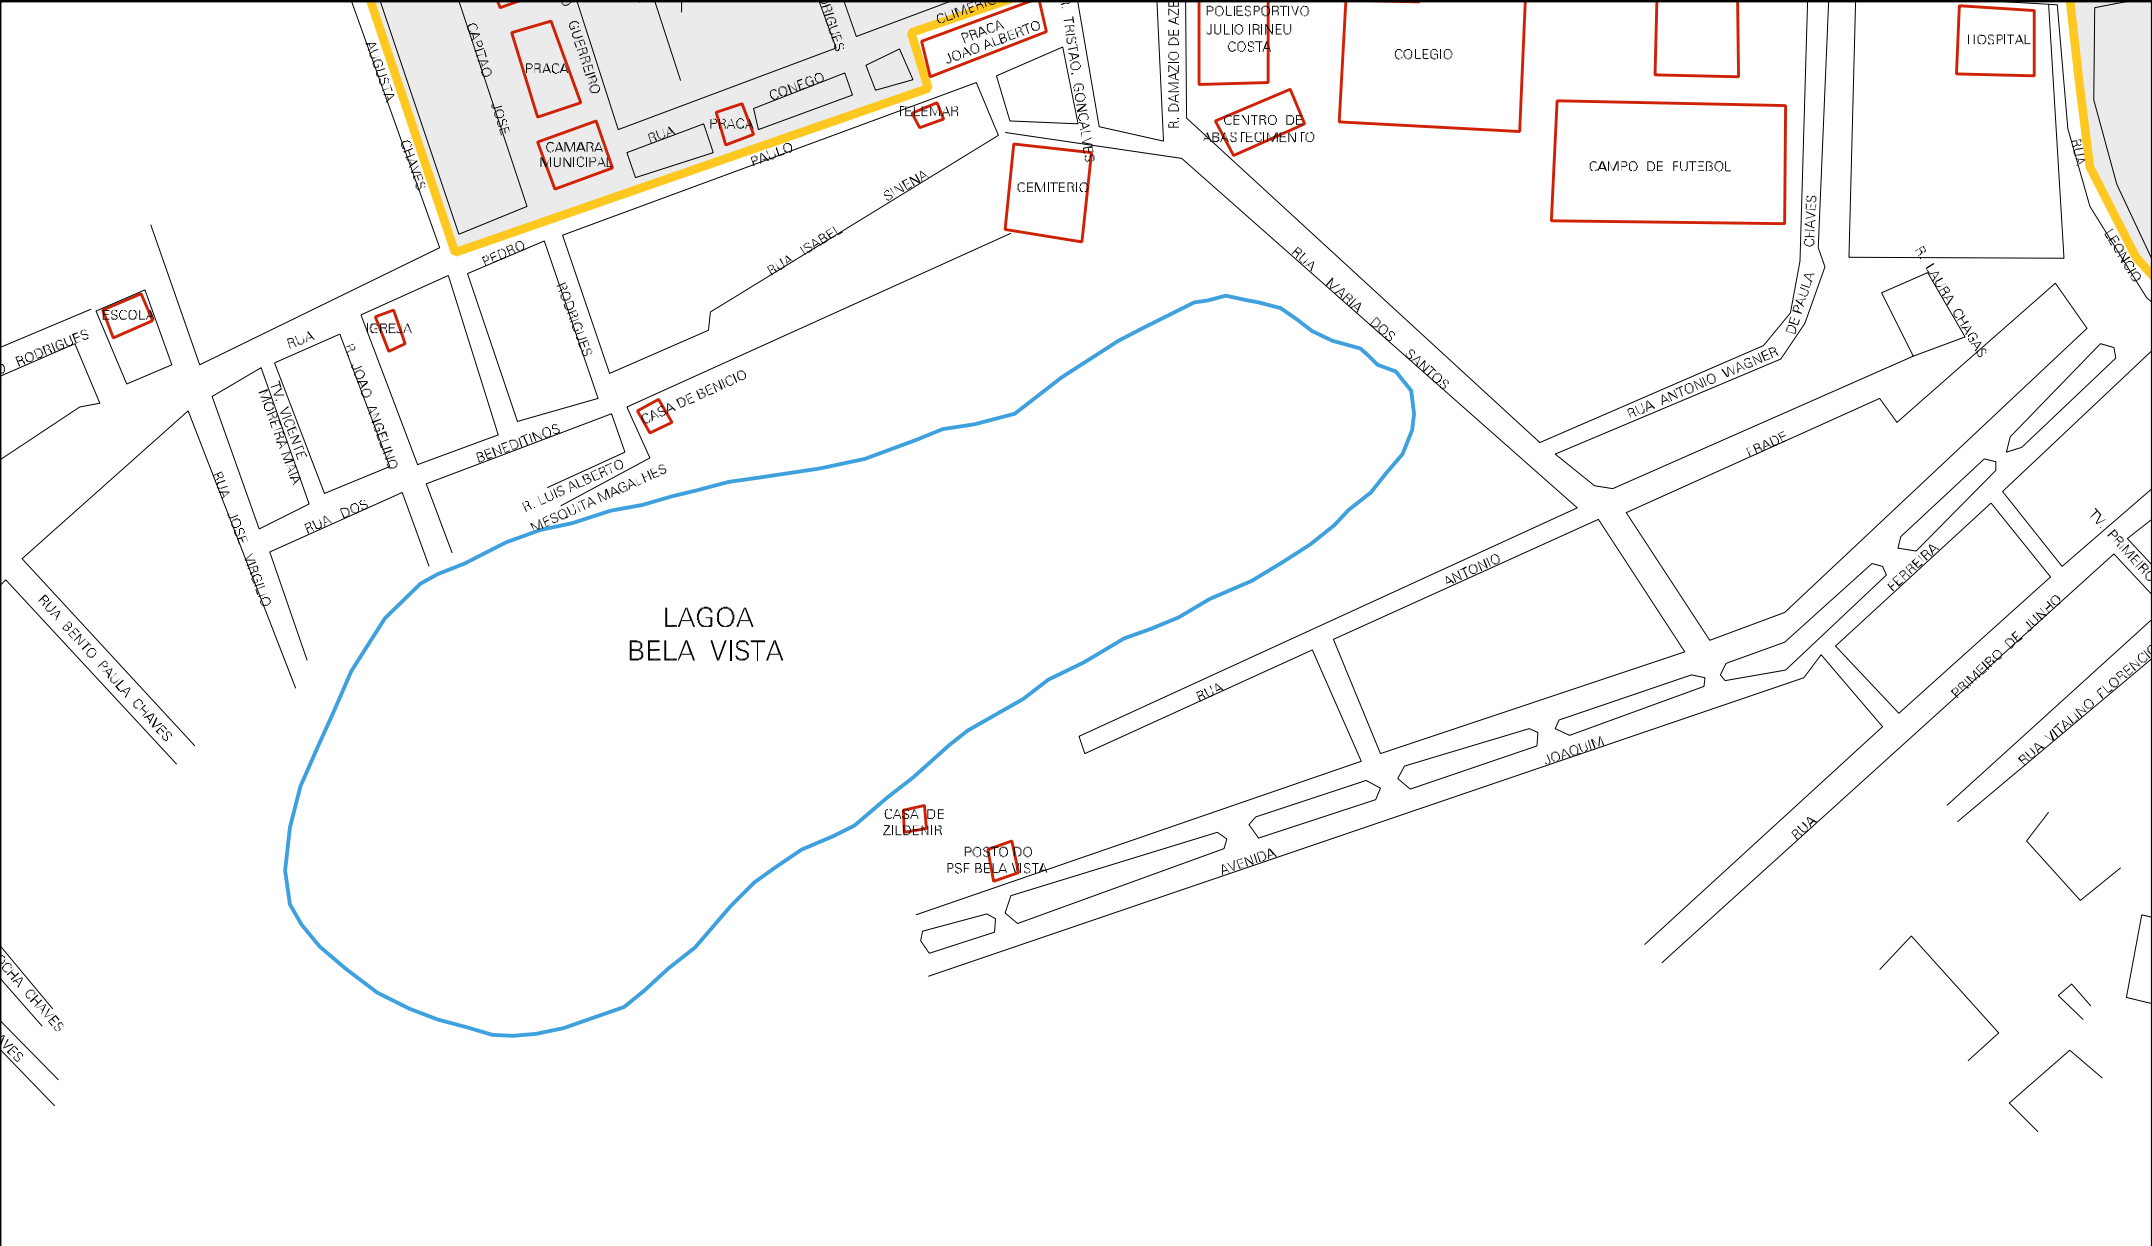 CLIMERIO
PRACA
JOAO ALBERTO
POLIESPORTIVO
JULIO IRINEU
COSTA
COLEGIO
HOSPITAL
AUGUSTA
CHAVES
CAPITAO
JOSE
GUERREIRO
PRACA
CAMARA
MUNICIPAL
RUA
CONEGO
PRACA
TELEMAR
PAULO
R. TRISTAO. GONCALVES
R. DAMAZIO DE AZE
CENTRO DE
ABASTECIMENTO
CAMPO DE FUTEBOL
CEMITERIO
RUA
LEONCIO
RUA ISABEL
SINENA
PEDRO
RODRIGUES
RUA
ESCOLA
RODRIGUES
IGREJA
R. JOAO ANGELINO
TV. VICENTE
MOREIRA MAIA
RUA MARIA DOS SANTOS
CHAVES
DE PAULA
RUA ANTONIO WAGNER
R. LAURA CHAGAS
CASA DE BENICIO
BENEDITINOS
RUA DOS
R. LUIS ALBERTO
MESQUITA MAGALHES
RUA JOSE VIRGILIO
RUA BENTO PAULA CHAVES
LAGOA
BELA VISTA
ANTONIO
RUA
FERREIRA
TV. PRIMEIRO
PRIMEIRO DE JUNHO
RUA
RUA VITALINO FLORENCIO
JOAQUIM
AVENIDA
CASA DE
ZILDENIR
POSTO DO
PSF BELA VISTA
CHAVES